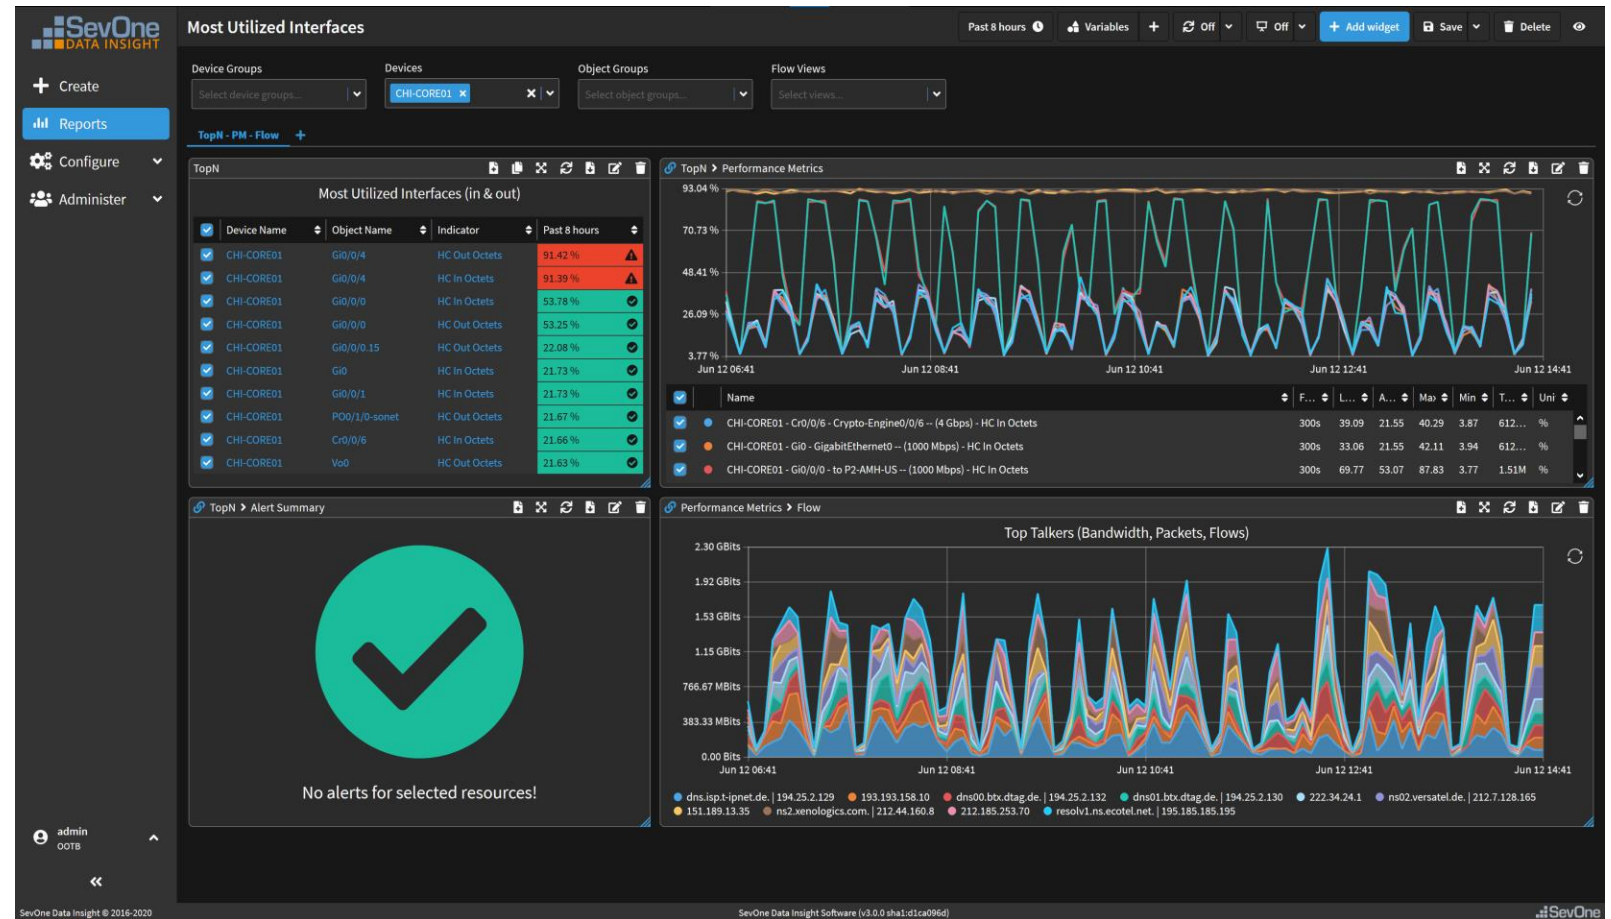 SevOne
DATA INSIGHT
Create
Reports
Configure
Administer
admin
OOTB
SevOne Data Insight © 2016-2020
Most Utilized Interfaces
Past 8 hours
Variables
Off
Off
Add widget
Save
Delete
Device Groups
Devices
Object Groups
Flow Views
Select device groups...
CHI-CORE01
Select object groups...
Select views...
TopN - PM - Flow
TopN
Most Utilized Interfaces (in & out)
Device Name Object Name Indicator Past 8 hours
CHI-CORE01 Gi0/0/4 HC Out Octets 91.42 %
CHI-CORE01 Gi0/0/4 HC In Octets 91.39 %
CHI-CORE01 Gi0/0/0 HC In Octets 53.78 %
CHI-CORE01 Gi0/0/0 HC Out Octets 53.25 %
CHI-CORE01 Gi0/0/0.15 HC Out Octets 22.08 %
CHI-CORE01 Gi0 HC In Octets 21.73 %
CHI-CORE01 Gi0/0/1 HC In Octets 21.73 %
CHI-CORE01 PO0/1/0-sonet HC Out Octets 21.67 %
CHI-CORE01 Cr0/0/6 HC In Octets 21.66 %
CHI-CORE01 Vo0 HC Out Octets 21.63 %
TopN > Performance Metrics
93.04 %
70.73 %
48.41 %
26.09 %
3.77 %
Jun 12 06:41 Jun 12 08:41 Jun 12 10:41 Jun 12 12:41 Jun 12 14:41
Name F... L... A... Max Min T... Uni
CHI-CORE01 - Cr0/0/6 - Crypto-Engine0/0/6 -- (4 Gbps) - HC In Octets 300s 39.09 21.55 40.29 3.87 612... %
CHI-CORE01 - Gi0 - GigabitEthernet0 -- (1000 Mbps) - HC In Octets 300s 33.06 21.55 42.11 3.94 612... %
CHI-CORE01 - Gi0/0/0 - to P2-AMH-US -- (1000 Mbps) - HC In Octets 300s 69.77 53.07 87.83 3.77 1.51M %
TopN > Alert Summary
No alerts for selected resources!
Performance Metrics > Flow
Top Talkers (Bandwidth, Packets, Flows)
2.30 GBits
1.92 GBits
1.53 GBits
1.15 GBits
766.67 MBits
383.33 MBits
0.00 Bits
Jun 12 06:41 Jun 12 08:41 Jun 12 10:41 Jun 12 12:41 Jun 12 14:41
dns.isp.t-ipnet.de. | 194.25.2.129 193.193.158.10 dns00.btx.dtag.de. | 194.25.2.132 dns01.btx.dtag.de. | 194.25.2.130 222.34.24.1 ns02.versatel.de. | 212.7.128.165
151.189.13.35 ns2.xenologics.com. | 212.44.160.8 212.185.253.70 resolv1.ns.ecotel.net. | 195.185.185.195
SevOne Data Insight Software (v3.0.0 sha1:d1ca096d)
SevOne